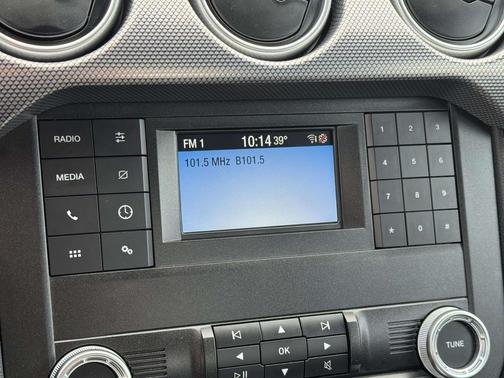 FM 1 10:14 39°
101.5 MHz B101.5
RADIO
MEDIA
1 2 3
4 5 6
7 8 9
* 0 #
OK
TUNE